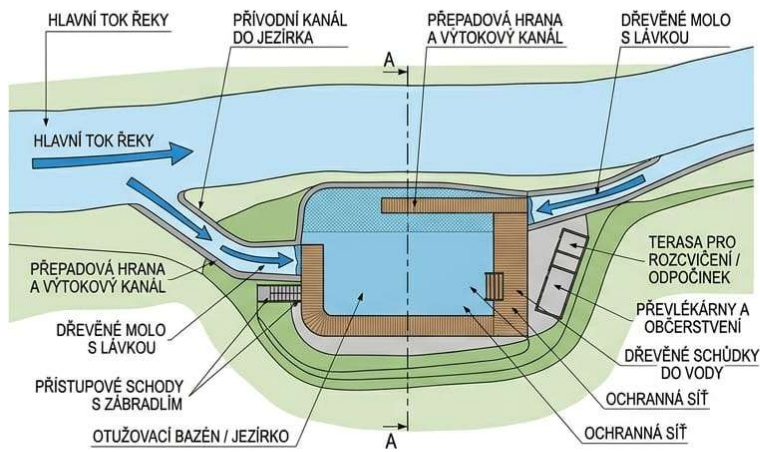 HLAVNÍ TOK ŘEKY
PŘÍVODNÍ KANÁL
DO JEZÍRKA
PŘEPADOVÁ HRANA
A VÝTOKOVÝ KANÁL
DŘEVĚNÉ MOLO
S LÁVKOU
A
HLAVNÍ TOK ŘEKY
PŘEPADOVÁ HRANA
A VÝTOKOVÝ KANÁL
DŘEVĚNÉ MOLO
S LÁVKOU
PŘÍSTUPOVÉ SCHODY
S ZÁBRADLÍM
OTUŽOVACÍ BAZÉN / JEZÍRKO
TERASA PRO
ROZCVIČENÍ /
ODPOČINEK
PŘEVLÉKÁRNY A
OBČERSTVENÍ
DŘEVĚNÉ SCHŮDKY
DO VODY
OCHRANNÁ SÍŤ
OCHRANNÁ SÍŤ
A